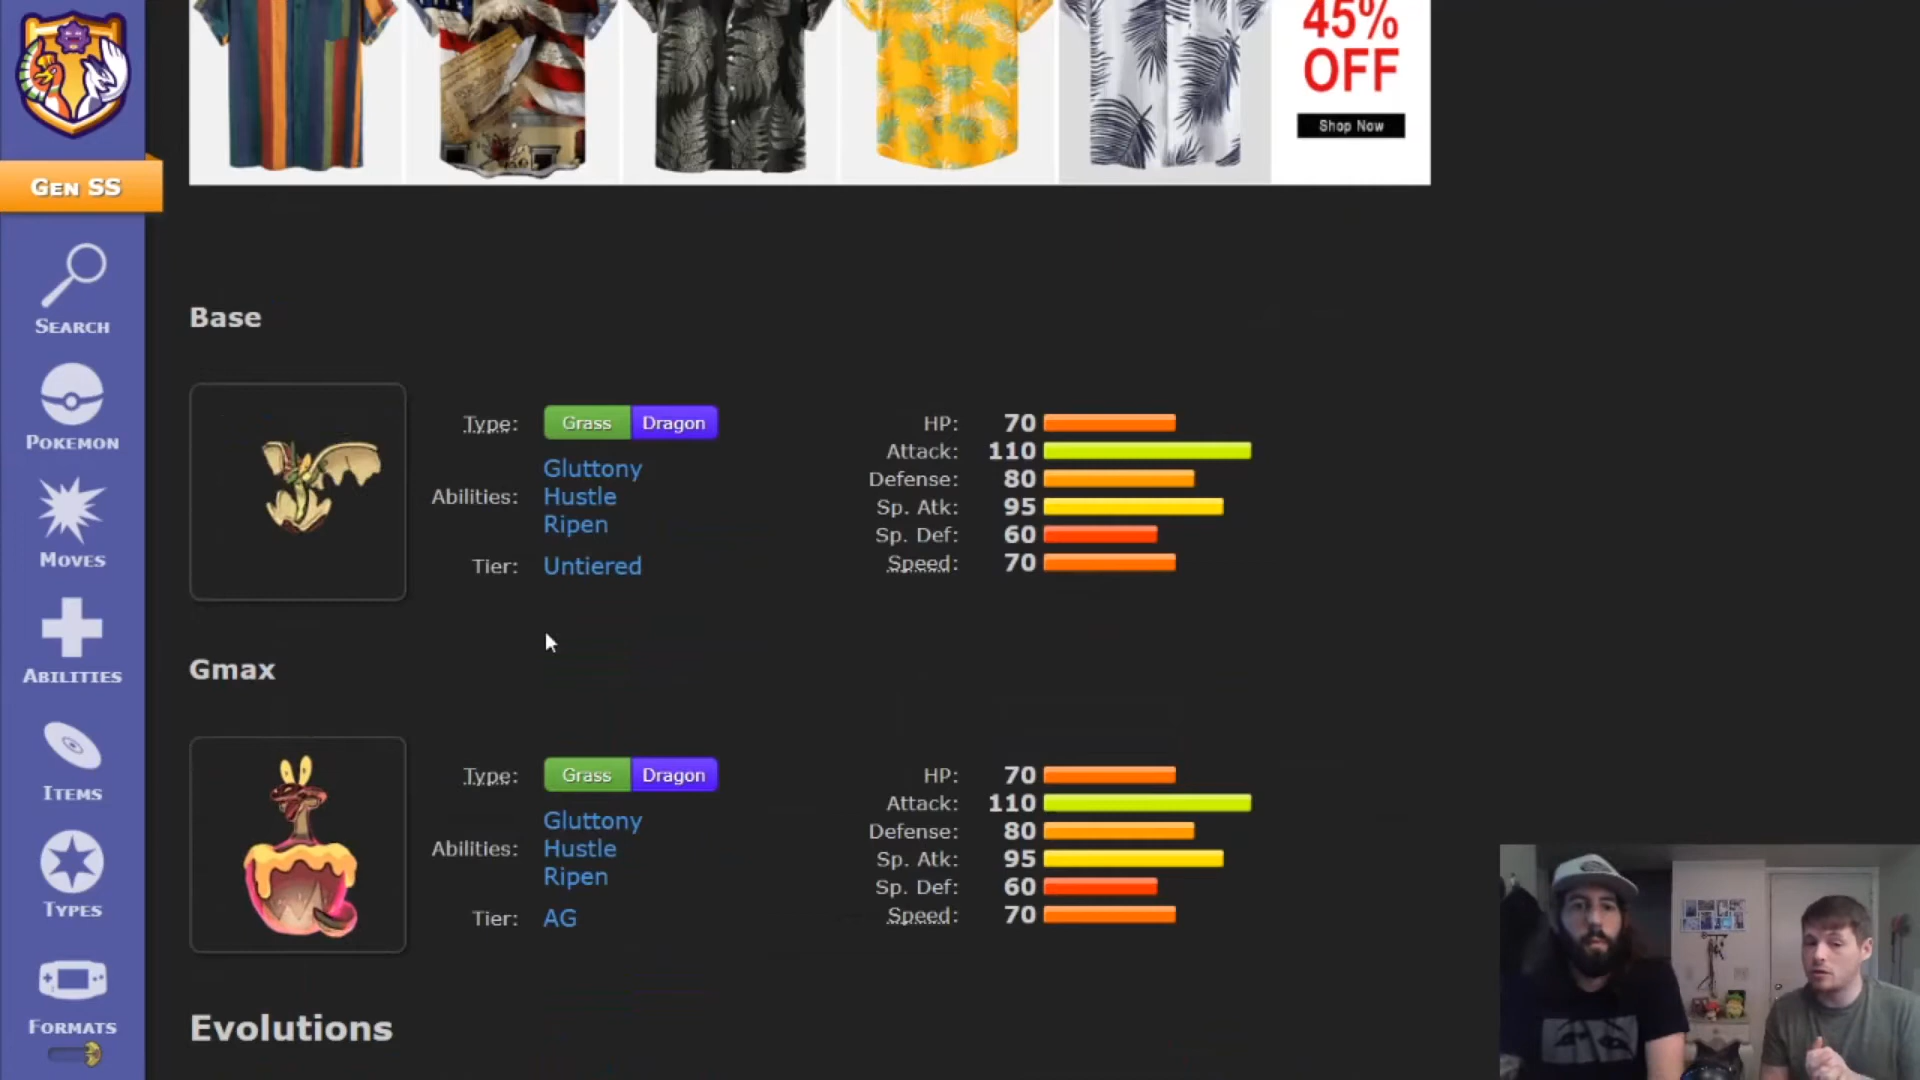 45%
OFF
Shop Now
GEN SS
SEARCH
POKEMON
MOVES
ABILITIES
ITEMS
TYPES
FORMATS
Base
Type: Grass Dragon
Abilities: Gluttony
Hustle
Ripen
Tier: Untiered
HP: 70
Attack: 110
Defense: 80
Sp. Atk: 95
Sp. Def: 60
Speed: 70
Gmax
Type: Grass Dragon
Abilities: Gluttony
Hustle
Ripen
Tier: AG
HP: 70
Attack: 110
Defense: 80
Sp. Atk: 95
Sp. Def: 60
Speed: 70
Evolutions